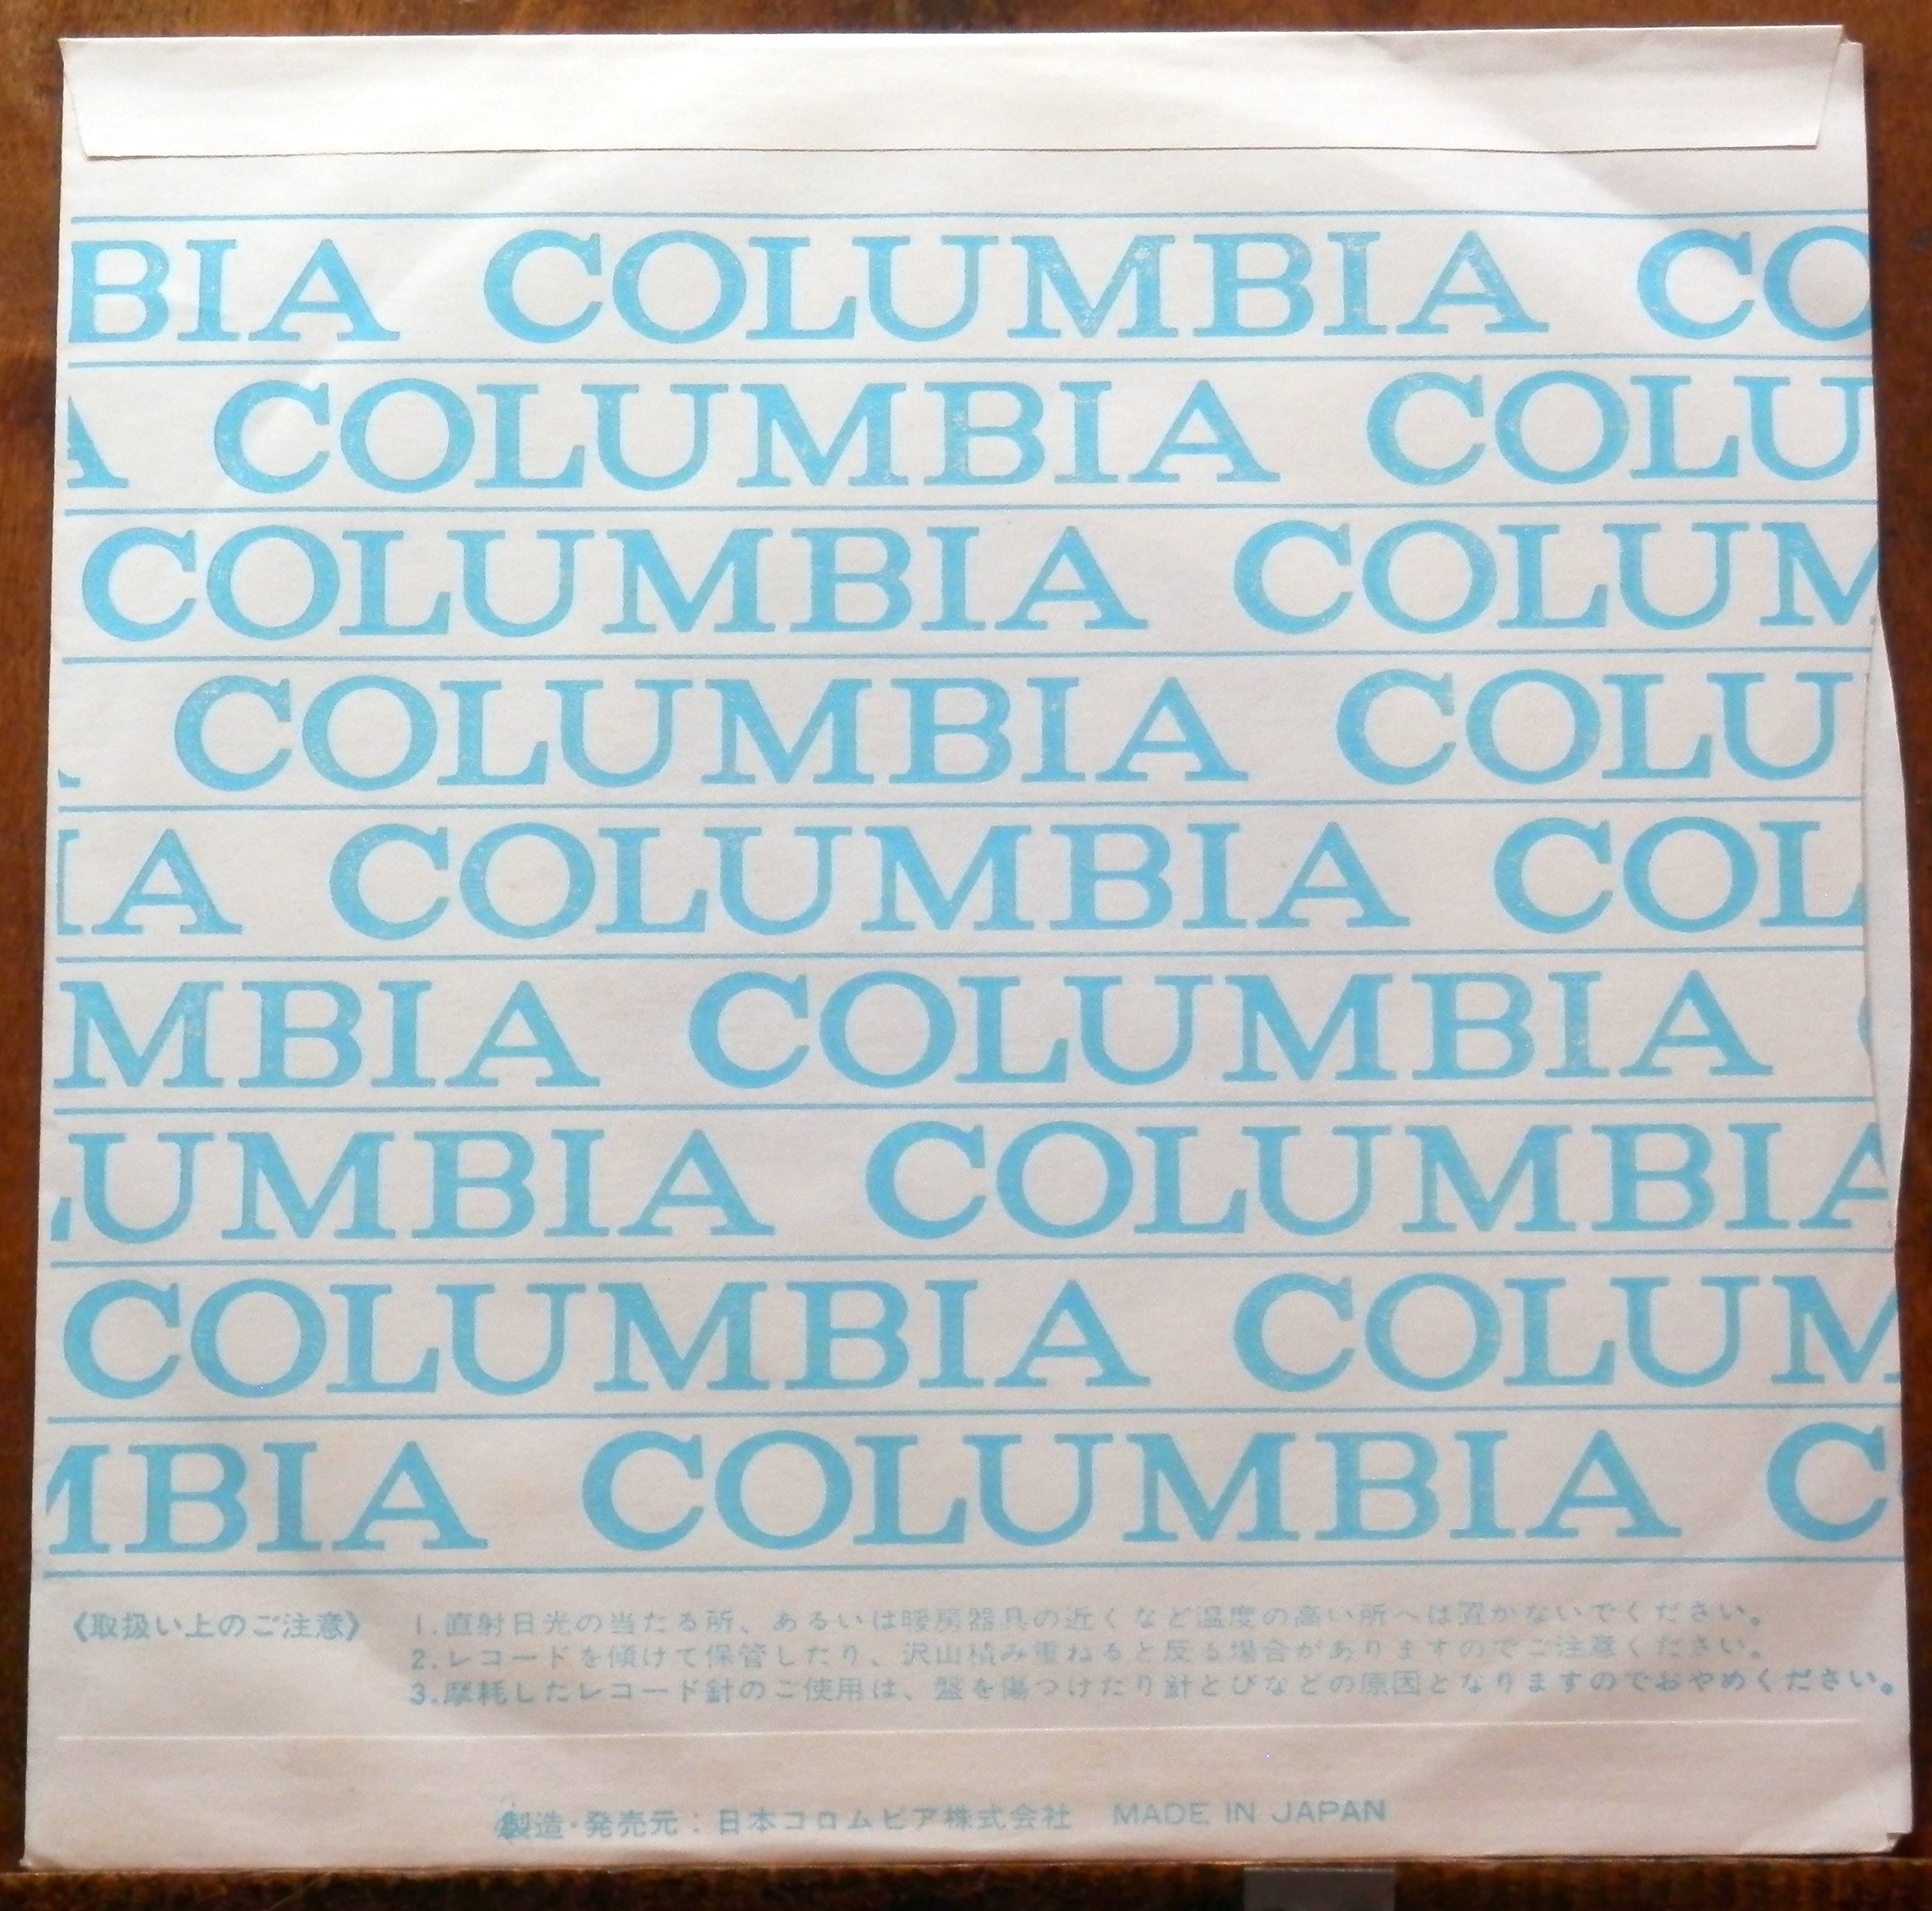 BIA COLUMBIA CO
A COLUMBIA COLU
COLUMBIA COLUM
COLUMBIA COLU
IA COLUMBIA COL
MBIA COLUMBIA C
LUMBIA COLUMBIA
COLUMBIA COLUM
MBIA COLUMBIA C
《取扱い上のご注意》 1.直射日光の当たる所、あるいは暖房器具の近くなど温度の高い所へは置かないでください。
2.レコードを傾けて保管したり、沢山積み重ねると反る場合がありますのでご注意ください。
3.摩耗したレコード針のご使用は、盤を傷つけたり針とびなどの原因となりますのでおやめください。
製造・発売元：日本コロムビア株式会社 MADE IN JAPAN